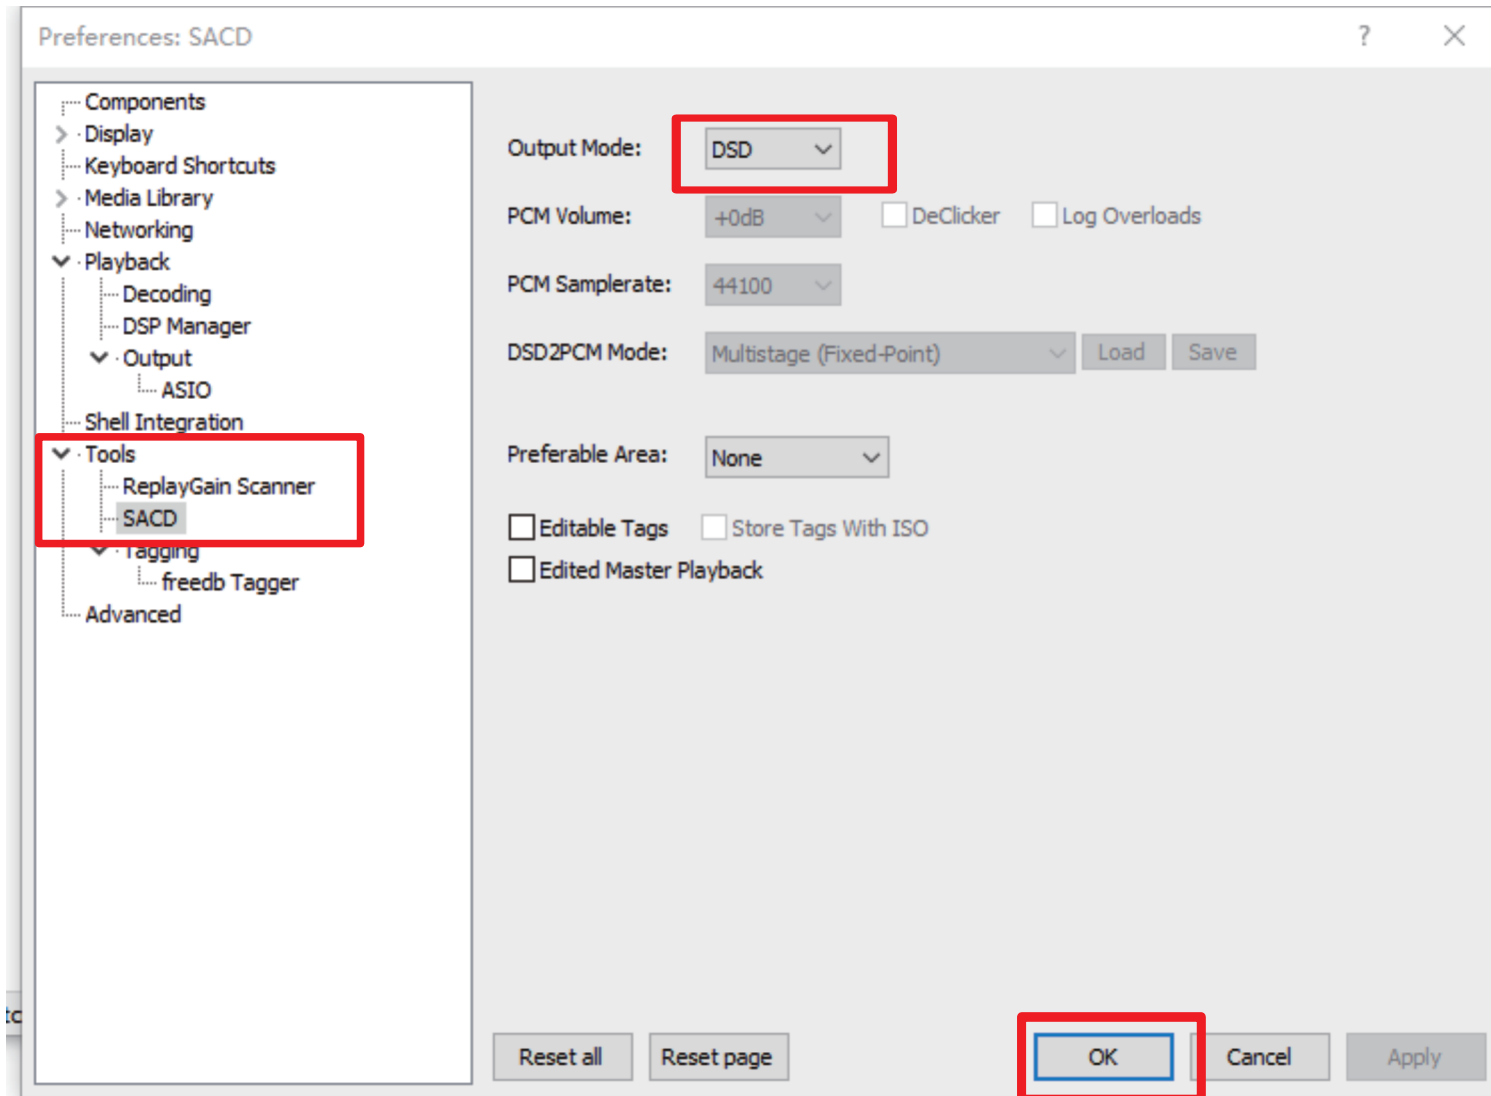 Preferences: SACD
?
Components
Display
Keyboard Shortcuts
Media Library
Networking
Playback
Decoding
DSP Manager
Output
ASIO
Shell Integration
Tools
ReplayGain Scanner
SACD
Tagging
freedb Tagger
Advanced
Output Mode: DSD
PCM Volume: +0dB DeClicker Log Overloads
PCM Samplerate: 44100
DSD2PCM Mode: Multistage (Fixed-Point) Load Save
Preferable Area: None
Editable Tags Store Tags With ISO
Edited Master Playback
Reset all Reset page OK Cancel Apply